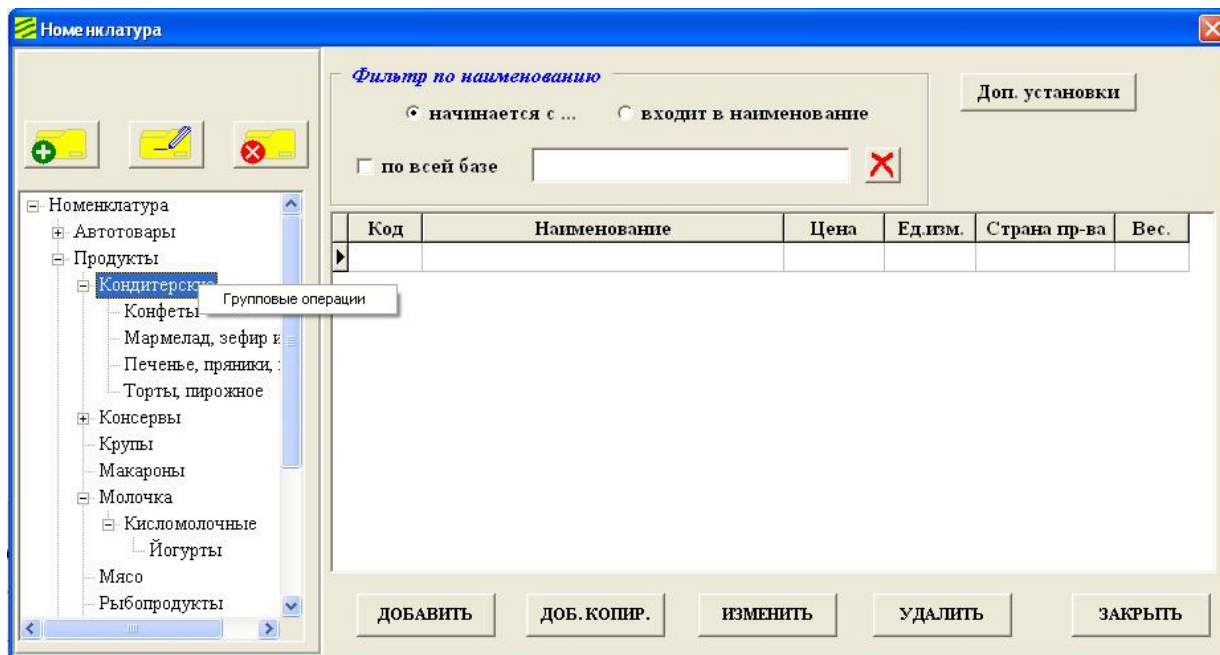 Номенклатура
Фильтр по наименованию
начинается с ...
входит в наименование
Доп. установки
по всей базе
Номенклатура
Автотовары
Продукты
Кондитерские
Групповые операции
Конфеты
Мармелад, зефир и
Печенье, пряники,
Торты, пирожное
Консервы
Крупы
Макароны
Молочка
Кисломолочные
Йогурты
Мясо
Рыбопродукты
Код Наименование Цена Ед.изм. Страна пр-ва Вес.
ДОБАВИТЬ ДОБ. КОПИР. ИЗМЕНИТЬ УДАЛИТЬ ЗАКРЫТЬ